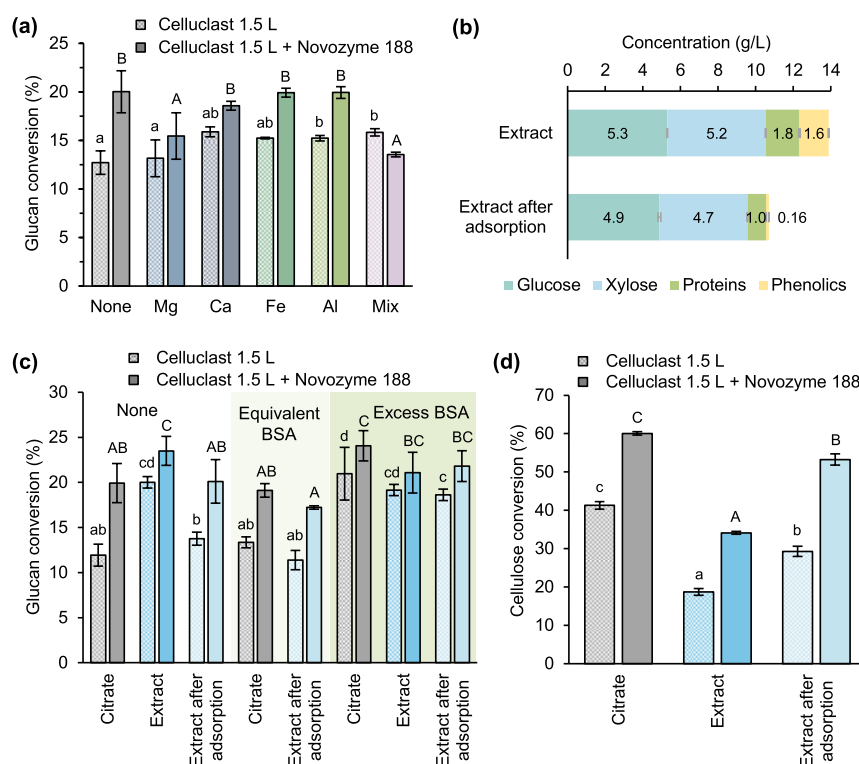 (a)
Celluclast 1.5 L
Celluclast 1.5 L + Novozyme 188
Glucan conversion (%)
25
20
15
10
5
0
a B a A ab B ab B b B b A
None Mg Ca Fe Al Mix
(b)
Concentration (g/L)
0 2 4 6 8 10 12 14
Extract
5.3 5.2 1.8 1.6
Extract after
adsorption
4.9 4.7 1.0 0.16
Glucose Xylose Proteins Phenolics
(c)
Celluclast 1.5 L
Celluclast 1.5 L + Novozyme 188
Glucan conversion (%)
30
25
20
15
10
5
0
None
Equivalent
BSA
Excess BSA
ab AB cd C b AB ab AB ab A d C cd BC c BC
Citrate
Extract
Extract after
adsorption
Citrate
Extract after
adsorption
Citrate
Extract
Extract after
adsorption
(d)
Celluclast 1.5 L
Celluclast 1.5 L + Novozyme 188
Cellulose conversion (%)
70
60
50
40
30
20
10
0
c C a A b B
Citrate
Extract
Extract after
adsorption